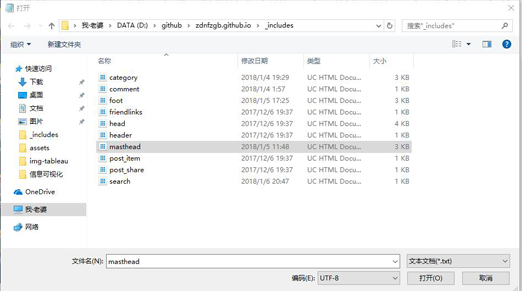 打开
我-老婆 > DATA (D:) > github > zdnfzgb.github.io > _includes
搜索"_includes"
组织 新建文件夹
名称 修改日期 类型 大小
快速访问
下载
桌面
文档
图片
_includes
assets
img-tableau
信息可视化
OneDrive
我-老婆
网络
category 2018/1/4 19:29 UC HTML Docu... 3 KB
comment 2018/1/4 1:57 UC HTML Docu... 1 KB
foot 2018/1/5 17:25 UC HTML Docu... 3 KB
friendlinks 2017/12/6 19:37 UC HTML Docu... 1 KB
head 2017/12/6 19:37 UC HTML Docu... 4 KB
header 2017/12/6 19:37 UC HTML Docu... 1 KB
masthead 2018/1/5 11:48 UC HTML Docu... 3 KB
post_item 2017/12/6 19:37 UC HTML Docu... 1 KB
post_share 2017/12/6 19:37 UC HTML Docu... 1 KB
search 2018/1/6 20:47 UC HTML Docu... 1 KB
文件名(N): masthead 文本文档(*.txt)
编码(E): UTF-8 打开(O) 取消